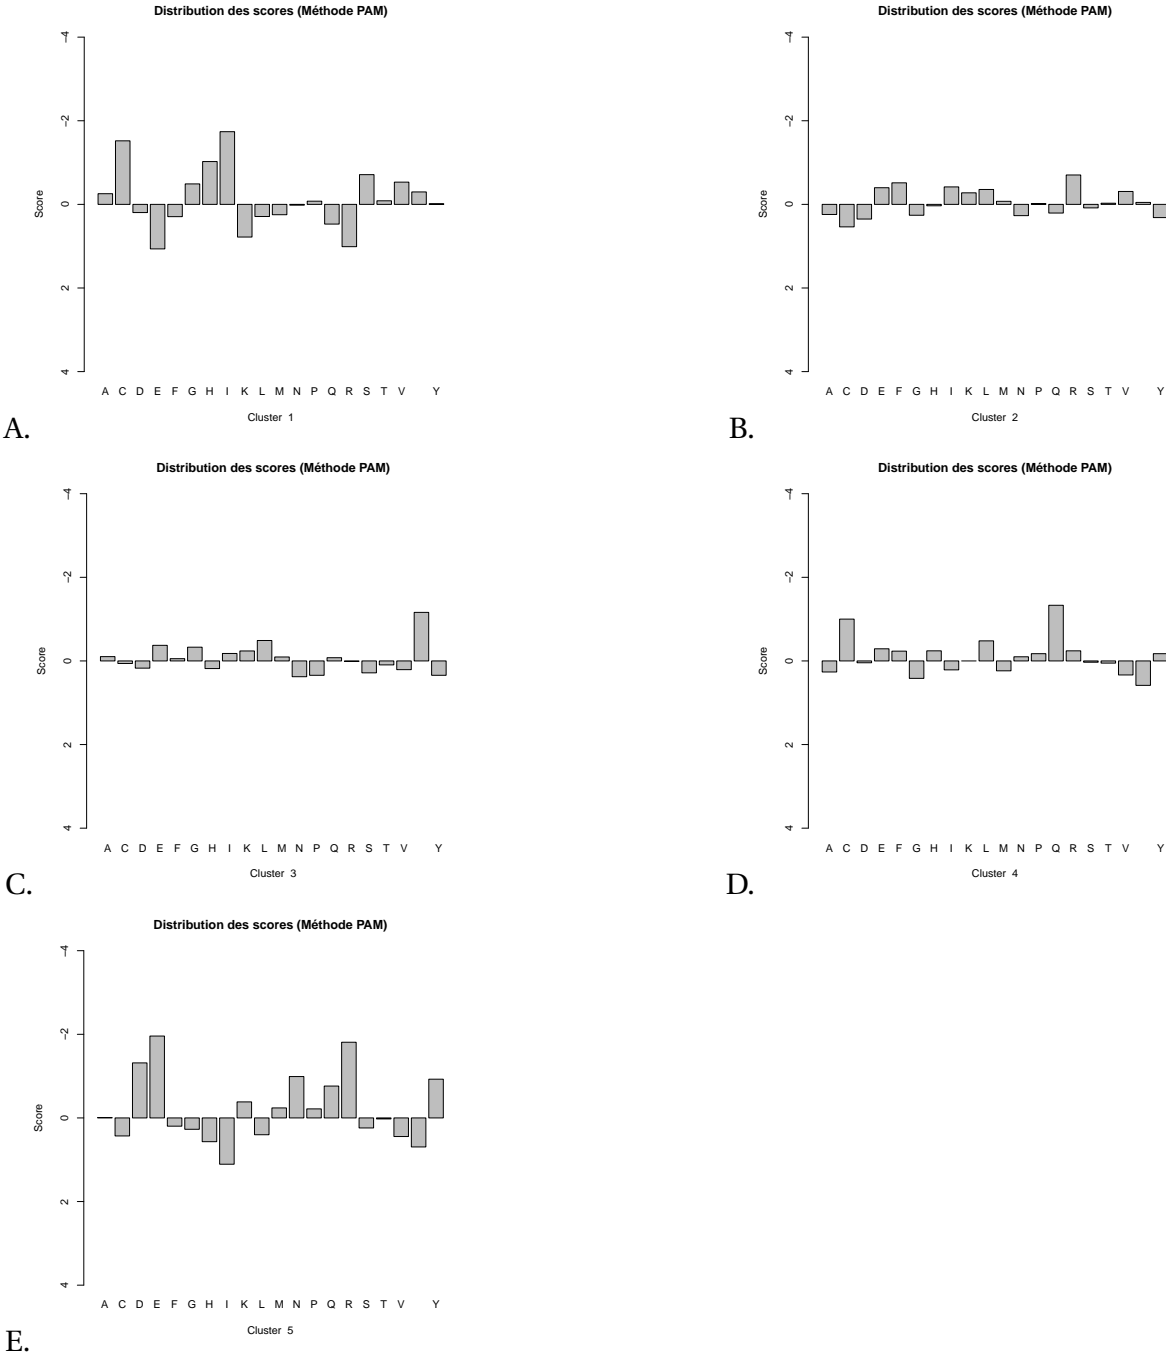 Distribution des scores (Méthode PAM)
Score
-4
-2
0
2
4
A C D E F G H I K L M N P Q R S T V Y
Cluster 1
A.
Distribution des scores (Méthode PAM)
Score
-4
-2
0
2
4
A C D E F G H I K L M N P Q R S T V Y
Cluster 2
B.
Distribution des scores (Méthode PAM)
Score
-4
-2
0
2
4
A C D E F G H I K L M N P Q R S T V Y
Cluster 3
C.
Distribution des scores (Méthode PAM)
Score
-4
-2
0
2
4
A C D E F G H I K L M N P Q R S T V Y
Cluster 4
D.
Distribution des scores (Méthode PAM)
Score
-4
-2
0
2
4
A C D E F G H I K L M N P Q R S T V Y
Cluster 5
E.